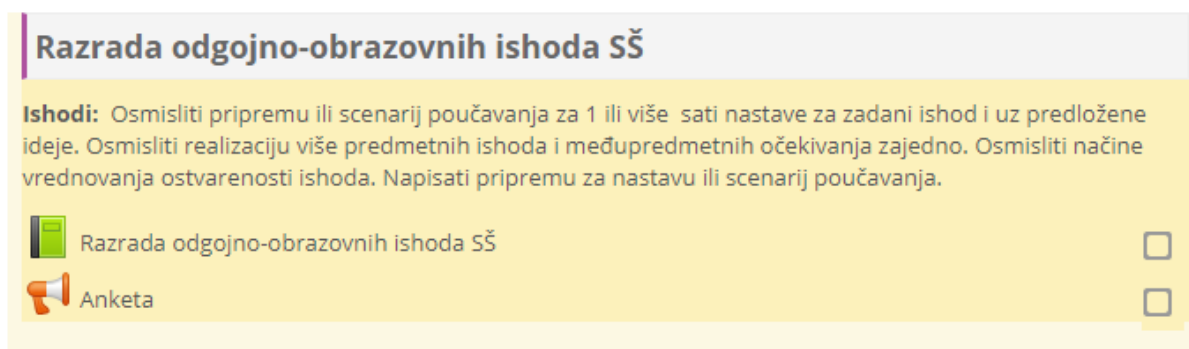 Razrada odgojno-obrazovnih ishoda SŠ
Ishodi: Osmisliti pripremu ili scenarij poučavanja za 1 ili više sati nastave za zadani ishod i uz predložene
ideje. Osmisliti realizaciju više predmetnih ishoda i međupredmetnih očekivanja zajedno. Osmisliti načine
vrednovanja ostvarenosti ishoda. Napisati pripremu za nastavu ili scenarij poučavanja.
Razrada odgojno-obrazovnih ishoda SŠ
Anketa